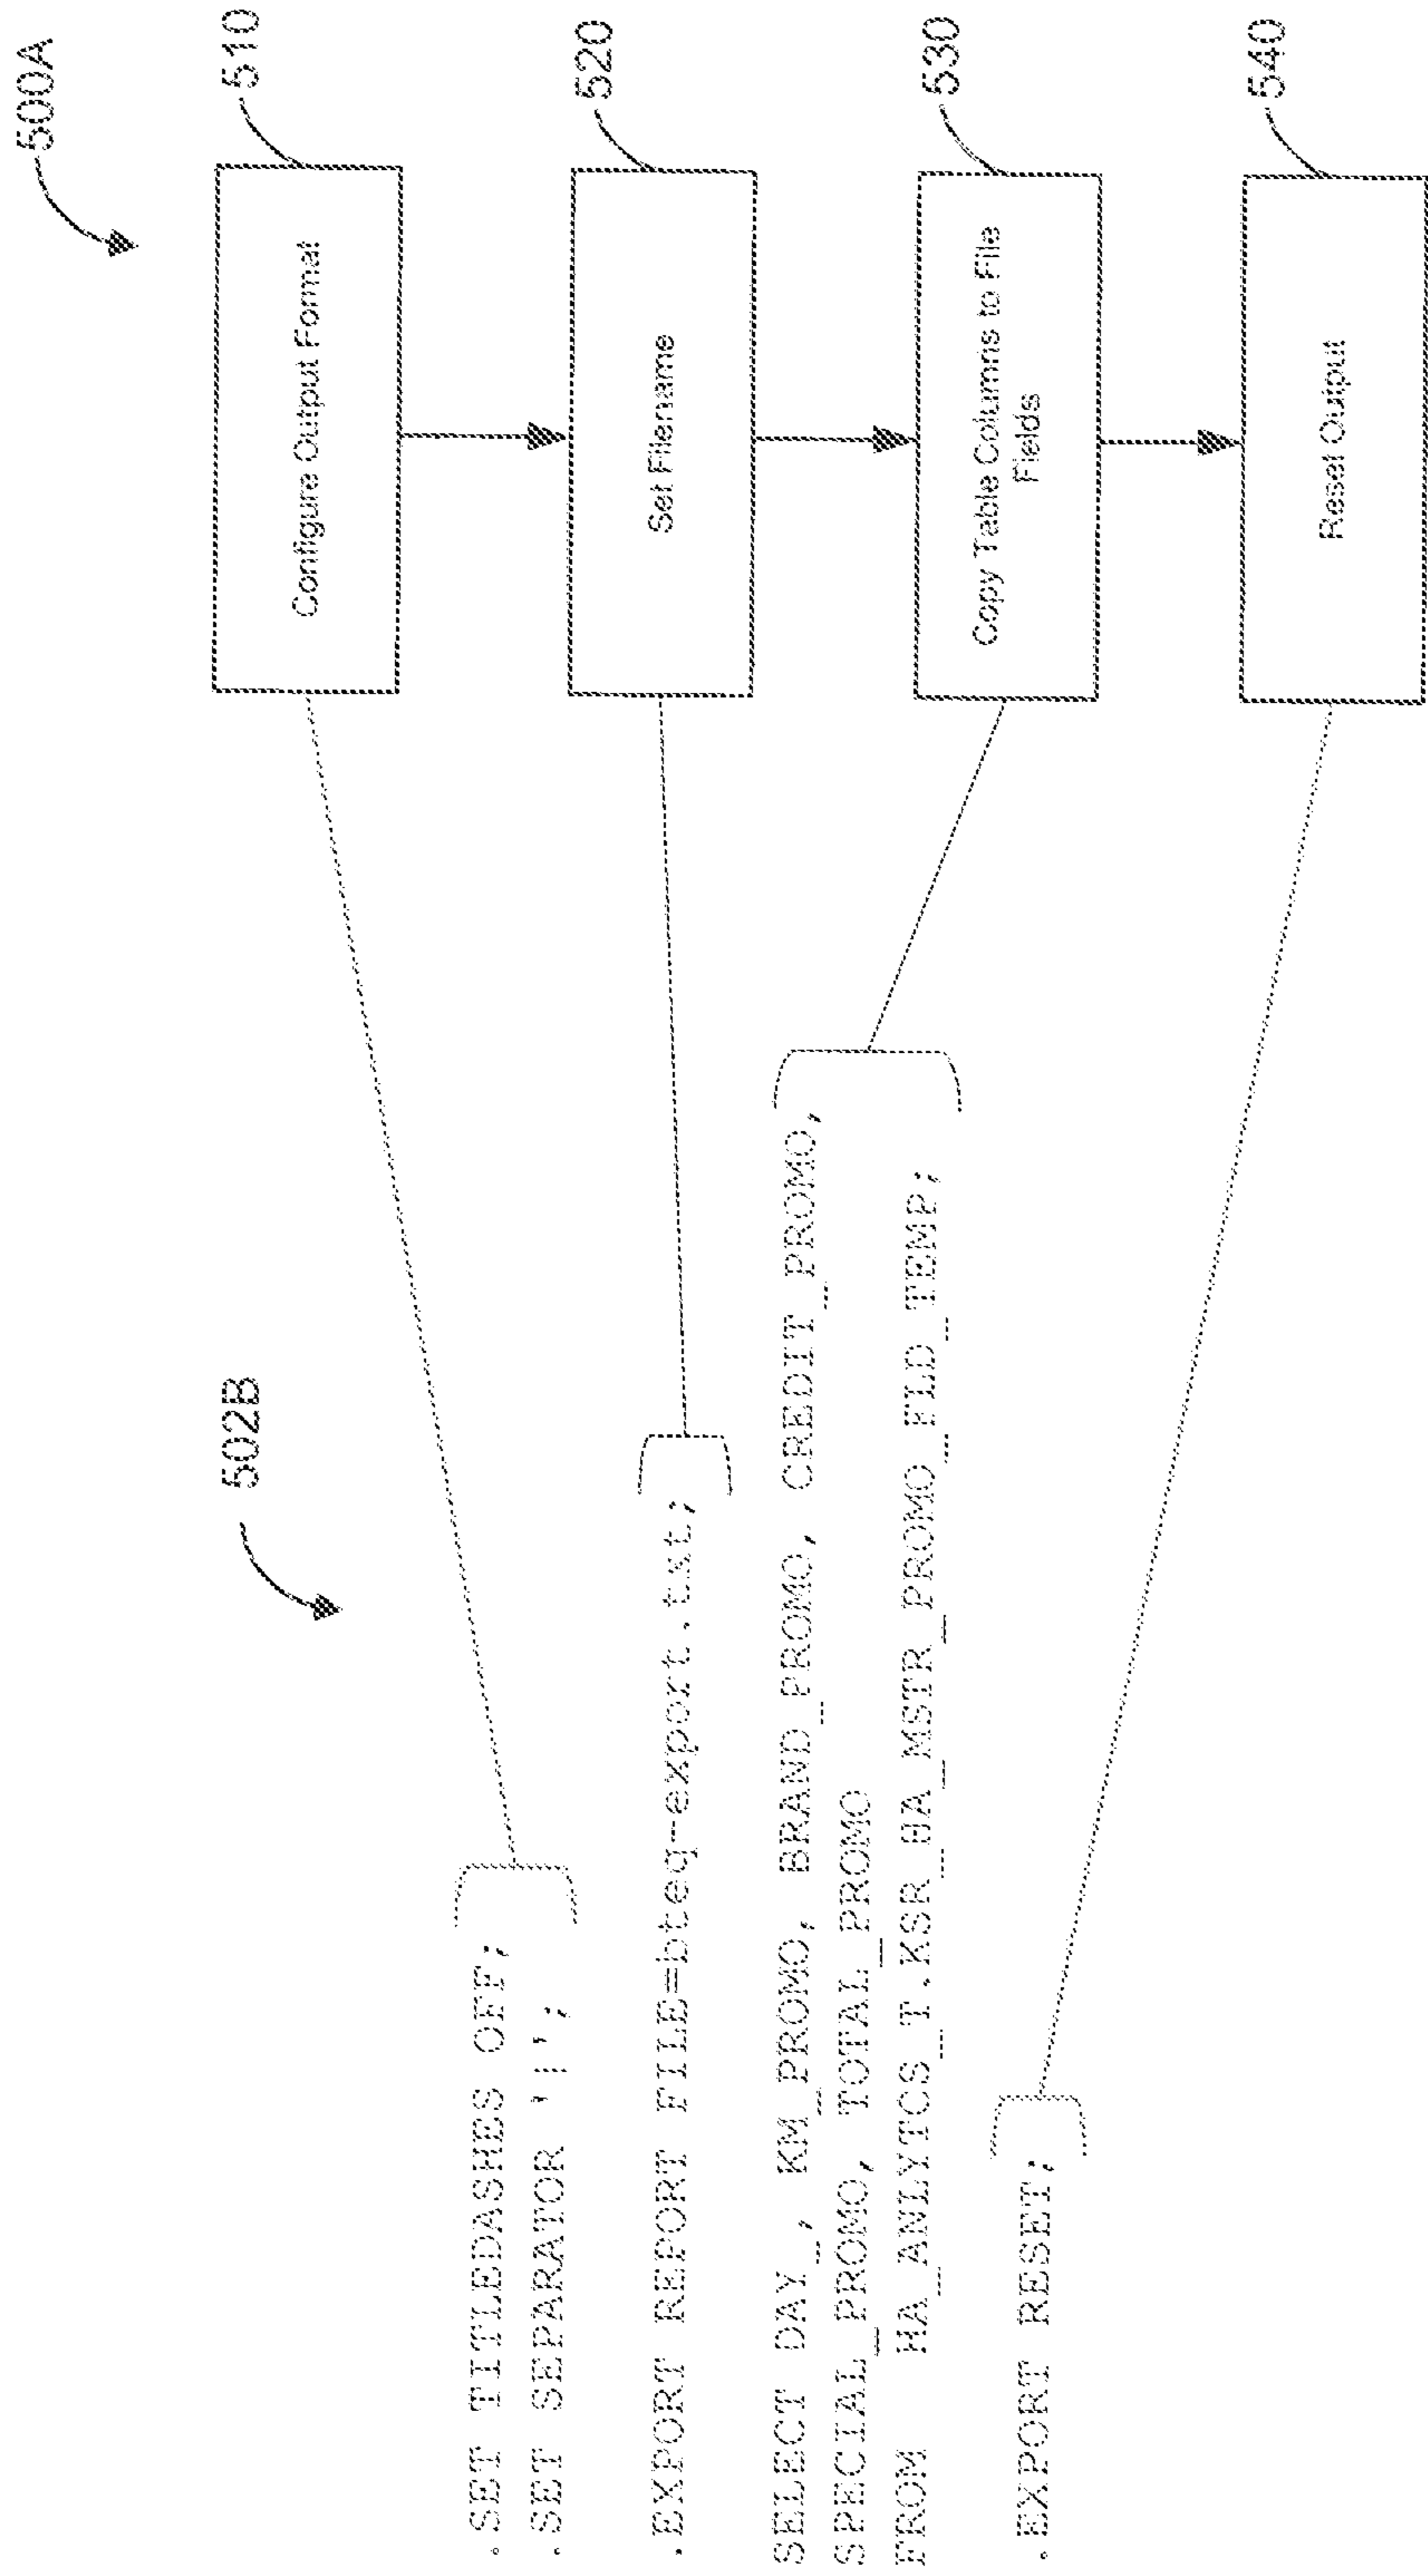 500A
510
Configure Output Format
520
Set Filename
530
Copy Table Columns to File
Fields
540
Reset Output
502B
.SET TITLEDASHES OFF;
.SET SEPARATOR '|';
.EXPORT REPORT FILE=bteq-export.txt;
SELECT DAY_, KM_PROMO, BRAND_PROMO, CREDIT_PROMO,
SPECIAL_PROMO, TOTAL_PROMO
FROM HA_ANLYTCS_T.KSR_HA_MSTR_PROMO_FLD_TEMP;
.EXPORT RESET;